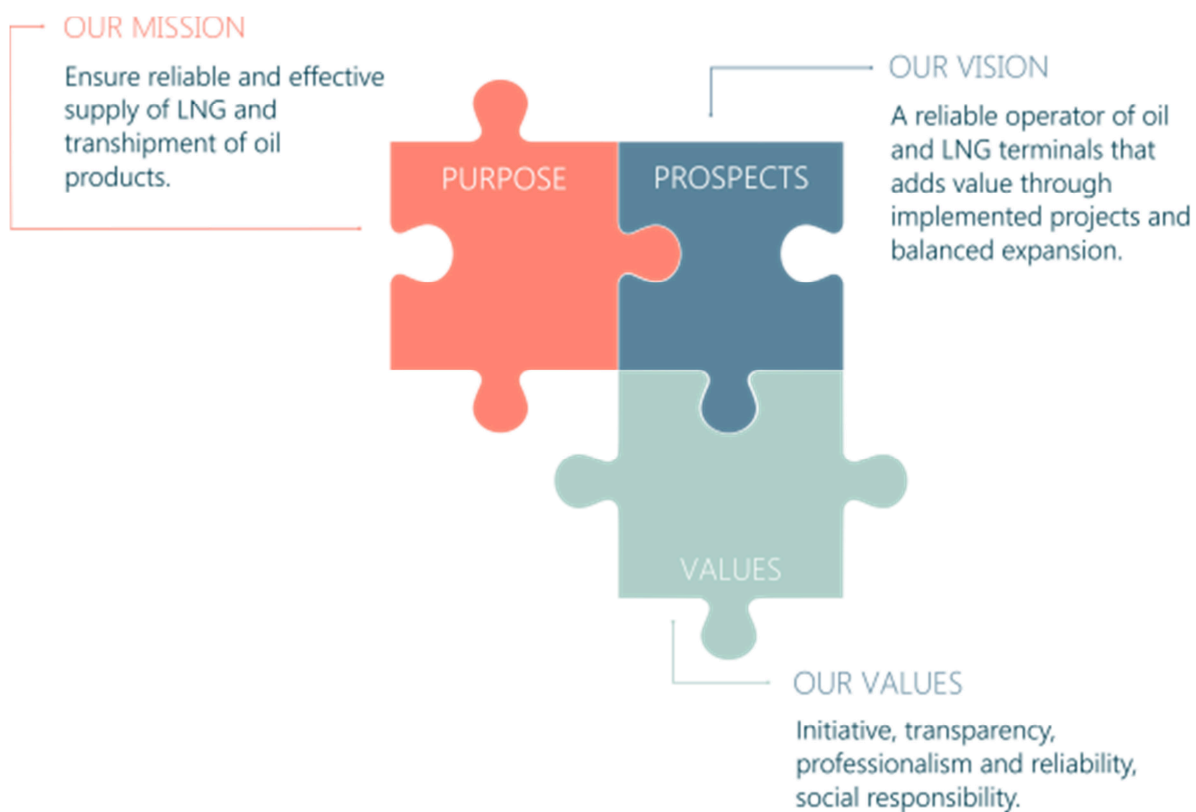 OUR MISSION
Ensure reliable and effective
supply of LNG and
transhipment of oil
products.
PURPOSE
PROSPECTS
OUR VISION
A reliable operator of oil
and LNG terminals that
adds value through
implemented projects and
balanced expansion.
VALUES
OUR VALUES
Initiative, transparency,
professionalism and reliability,
social responsibility.